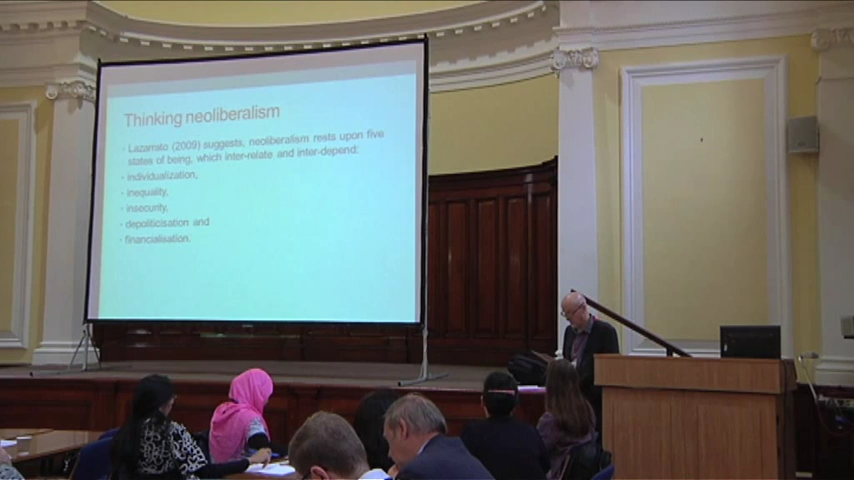 Thinking neoliberalism
• Lazarrato (2009) suggests, neoliberalism rests upon five
states of being, which inter-relate and inter-depend:
• individualization,
• inequality,
• insecurity,
• depoliticisation and
• financialisation.